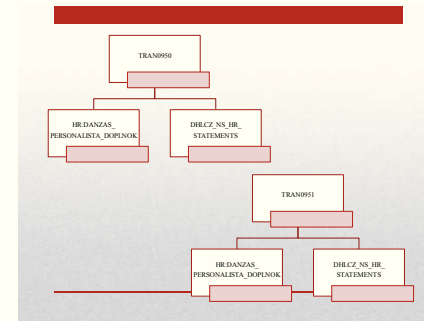 TRAN0950
HR:DANZAS_
PERSONALISTA_DOPLNOK
DHLCZ_NS_HR_
STATEMENTS
TRAN0951
HR:DANZAS_
PERSONALISTA_DOPLNOK
DHLCZ_NS_HR_
STATEMENTS